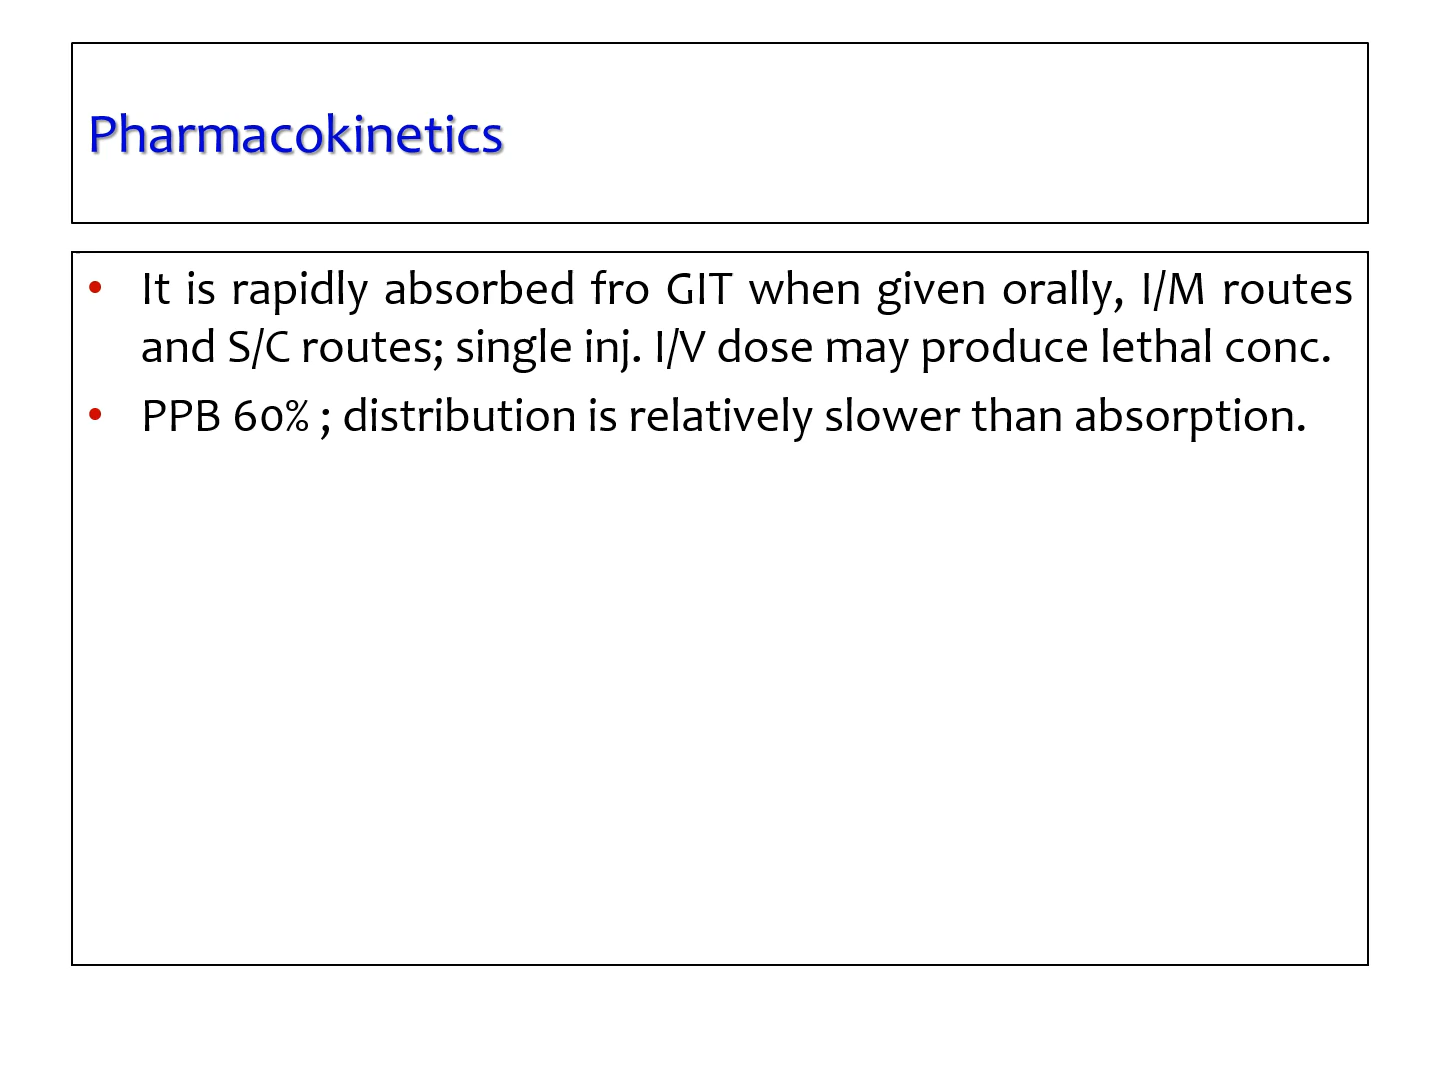 Pharmacokinetics
• It is rapidly absorbed fro GIT when given orally, I/M routes
and S/C routes; single inj. I/V dose may produce lethal conc.
• PPB 60% ; distribution is relatively slower than absorption.